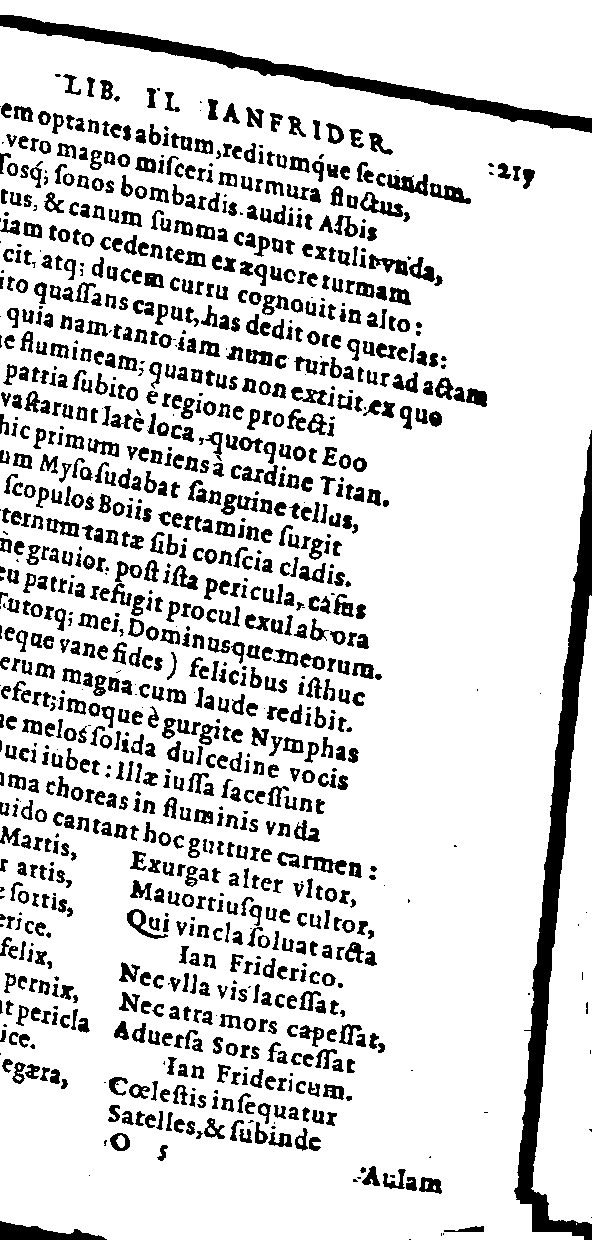 LIB. II. IANFRIDER. 219
em optantes abitum, reditumq́ue ſecundum.
vero magno miſceri murmura fluctus,
ſosq́; ſonos bombardis audiit Aſbis
tus, & canum ſumma caput extulit vnda,
iam toto cedentem ex æquore turmam
cit, atq; ducem curru cognouit in alto:
ito quaſſans caput, has dedit ore querelas:
quia nam tanto iam nunc turbatur ad actam
e flumineam; quantus non extitit, ex quo
patria ſubito è regione profecti
vaſtarunt latè loca, quotquot Eoo
hic primum veniens à cardine Titan.
um Myſo ſudabat ſanguine tellus,
ſcopulos Boiis certamine ſurgit
ternum tantæ ſibi conſcia cladis.
ne grauior, poſt iſta pericula, caſus
eu patria refugit procul exul ab ora
Tutorq; mei, Dominusque meorum.
neque vane fides) felicibus iſthuc
erum magna cum laude redibit.
efert; imoque è gurgite Nymphas
ne melos ſolida dulcedine vocis
Duci iubet: Illæ iuſſa faceſſunt
ma choreas in fluminis vnda
uido cantant hoc gutture carmen:
Martis,
r artis,
e fortis,
erice.
felix,
pernix,
nt pericla
ice.
egæra,
Exurgat alter vltor,
Mauortiuſque cultor,
Qui vincla ſoluat arcta
Ian Friderico.
Nec vlla vis laceſſat,
Nec atra mors capeſſat,
Aduerſa Sors faceſſat
Ian Fridericum.
Cœleſtis inſequatur
Satelles, & ſubinde
O 5
Aulam